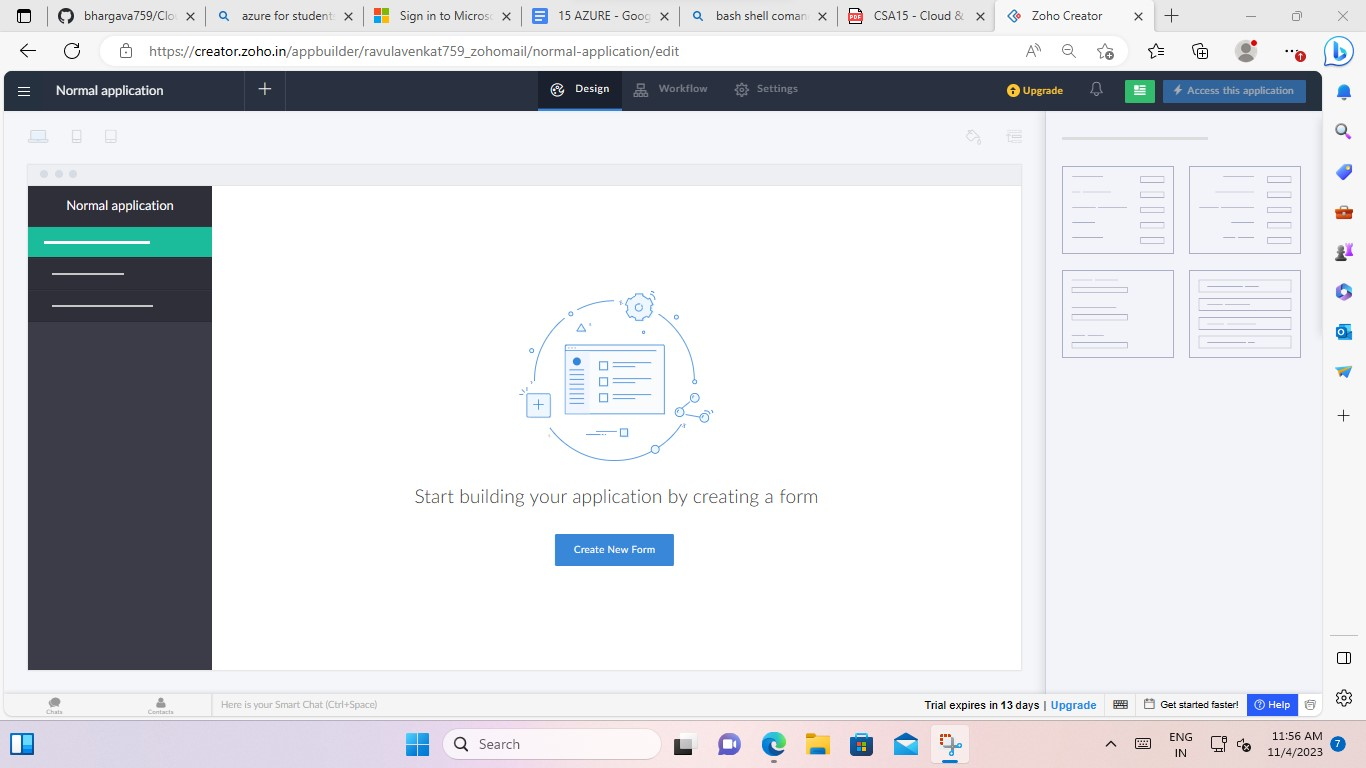 bhargava759/Clo
azure for student
Sign in to Micros
15 AZURE - Goog
bash shell coman
CSA15 - Cloud &
Zoho Creator
https://creator.zoho.in/appbuilder/ravulavenkat759_zohomail/normal-application/edit
Normal application
Design
Workflow
Settings
Upgrade
Access this application
Normal application
Start building your application by creating a form
Create New Form
Chats
Contacts
Here is your Smart Chat (Ctrl+Space)
Trial expires in 13 days | Upgrade
Get started faster!
Help
Search
ENG
IN
11:56 AM
11/4/2023
7